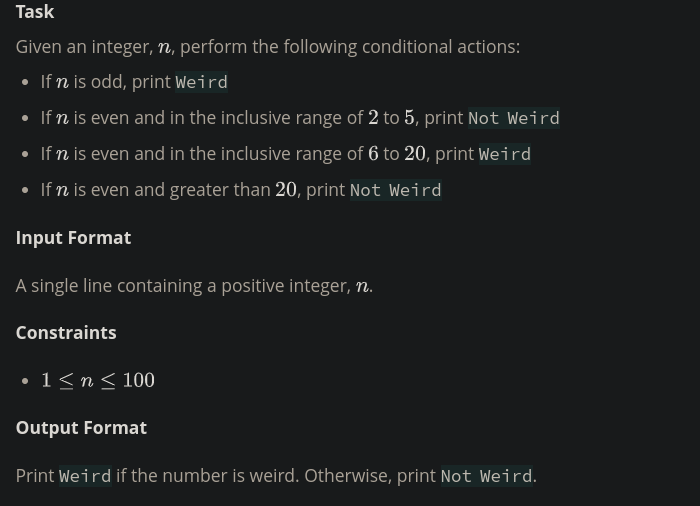 Task
Given an integer, n, perform the following conditional actions:
• If n is odd, print Weird
• If n is even and in the inclusive range of 2 to 5, print Not Weird
• If n is even and in the inclusive range of 6 to 20, print Weird
• If n is even and greater than 20, print Not Weird
Input Format
A single line containing a positive integer, n.
Constraints
• 1 ≤ n ≤ 100
Output Format
Print Weird if the number is weird. Otherwise, print Not Weird.